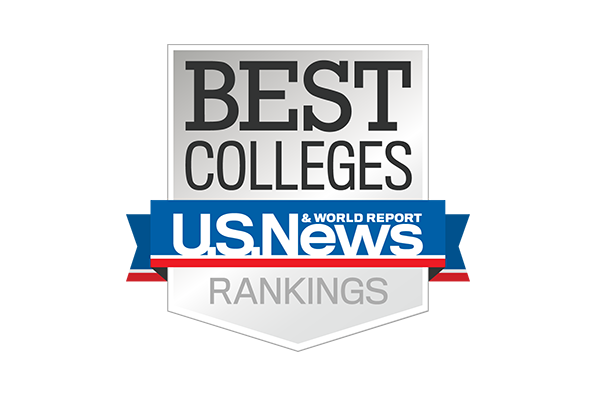 BEST
COLLEGES
& WORLD REPORT
U.S.News
RANKINGS